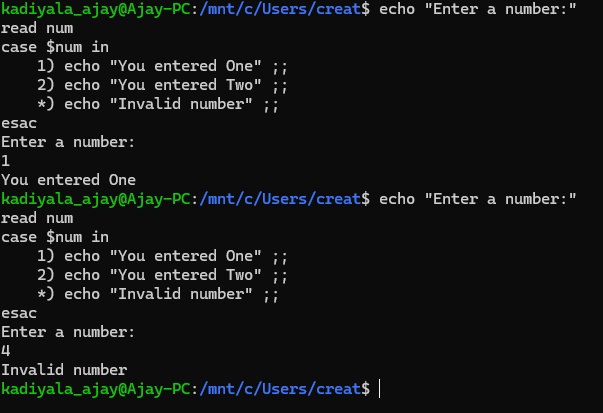 kadiyala_ajay@Ajay-PC:/mnt/c/Users/creat$ echo "Enter a number:"
read num
case $num in
    1) echo "You entered One" ;;
    2) echo "You entered Two" ;;
    *) echo "Invalid number" ;;
esac
Enter a number:
1
You entered One
kadiyala_ajay@Ajay-PC:/mnt/c/Users/creat$ echo "Enter a number:"
read num
case $num in
    1) echo "You entered One" ;;
    2) echo "You entered Two" ;;
    *) echo "Invalid number" ;;
esac
Enter a number:
4
Invalid number
kadiyala_ajay@Ajay-PC:/mnt/c/Users/creat$